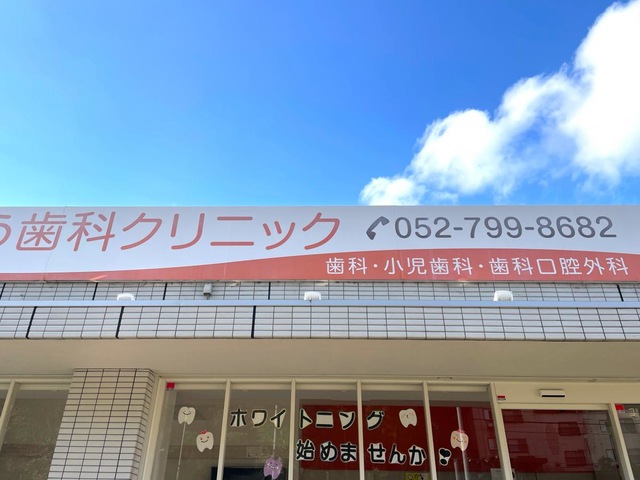 う歯科クリニック 052-799-8682
歯科・小児歯科・歯科口腔外科
ホワイトニング
始めませんか?